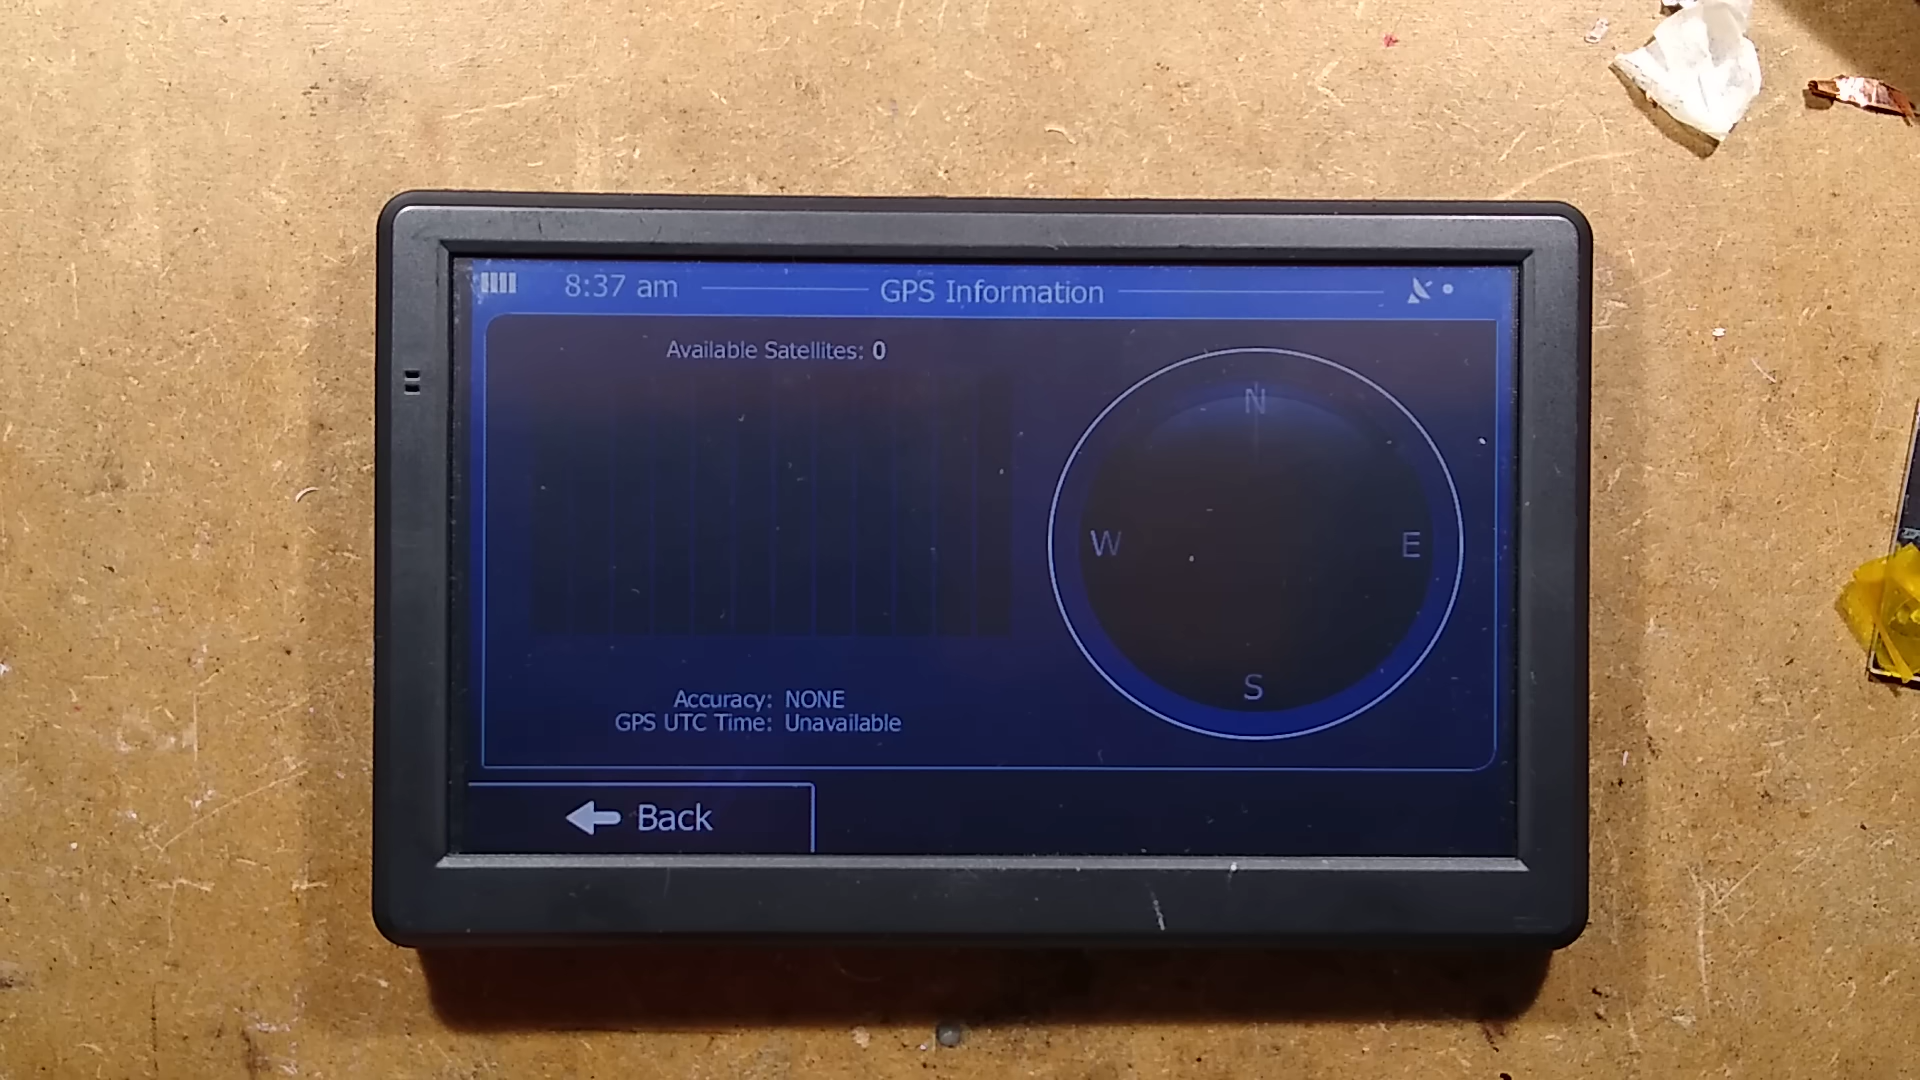 8:37 am
GPS Information
Available Satellites: 0
N
W
E
S
Accuracy: NONE
GPS UTC Time: Unavailable
Back